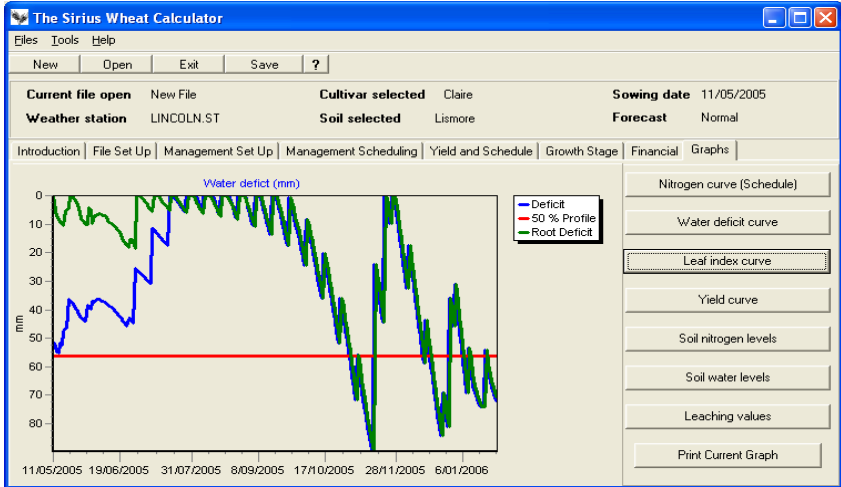 The Sirius Wheat Calculator
Files Tools Help
New Open Exit Save ?
Current file open New File Cultivar selected Claire Sowing date 11/05/2005
Weather station LINCOLN.ST Soil selected Lismore Forecast Normal
Introduction File Set Up Management Set Up Management Scheduling Yield and Schedule Growth Stage Financial Graphs
Water defict (mm)
0
10
20
30
40
50
60
70
80
mm
11/05/2005 19/06/2005 31/07/2005 8/09/2005 17/10/2005 28/11/2005 6/01/2006
Deficit
50 % Profile
Root Deficit
Nitrogen curve (Schedule)
Water deficit curve
Leaf index curve
Yield curve
Soil nitrogen levels
Soil water levels
Leaching values
Print Current Graph